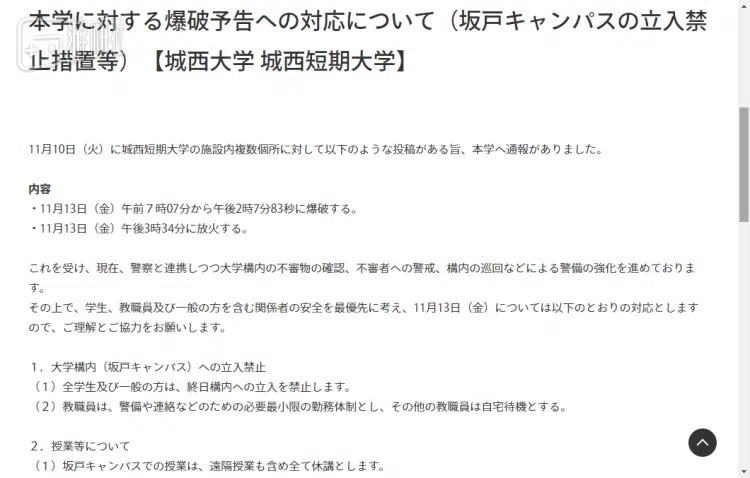 本学に対する爆破予告への対応について（坂戸キャンパスの立入禁
止措置等）【城西大学 城西短期大学】
11月10日（火）に城西短期大学の施設内複数個所に対して以下のような投稿がある旨、本学へ通報がありました。
内容
・11月13日（金）午前７時07分から午後2時7分83秒に爆破する。
・11月13日（金）午後3時34分に放火する。
これを受け、現在、警察と連携しつつ大学構内の不審物の確認、不審者への警戒、構内の巡回などによる警備の強化を進めておりま
す。
その上で、学生、教職員及び一般の方を含む関係者の安全を最優先に考え、11月13日（金）については以下のとおりの対応とします
ので、ご理解とご協力をお願いします。
１．大学構内（坂戸キャンパス）への立入禁止
（１）全学生及び一般の方は、終日構内への立入を禁止します。
（２）教職員は、警備や連絡などのための必要最小限の勤務体制とし、その他の教職員は自宅待機とする。
２．授業等について
（１）坂戸キャンパスでの授業は、遠隔授業も含め全て休講とします。